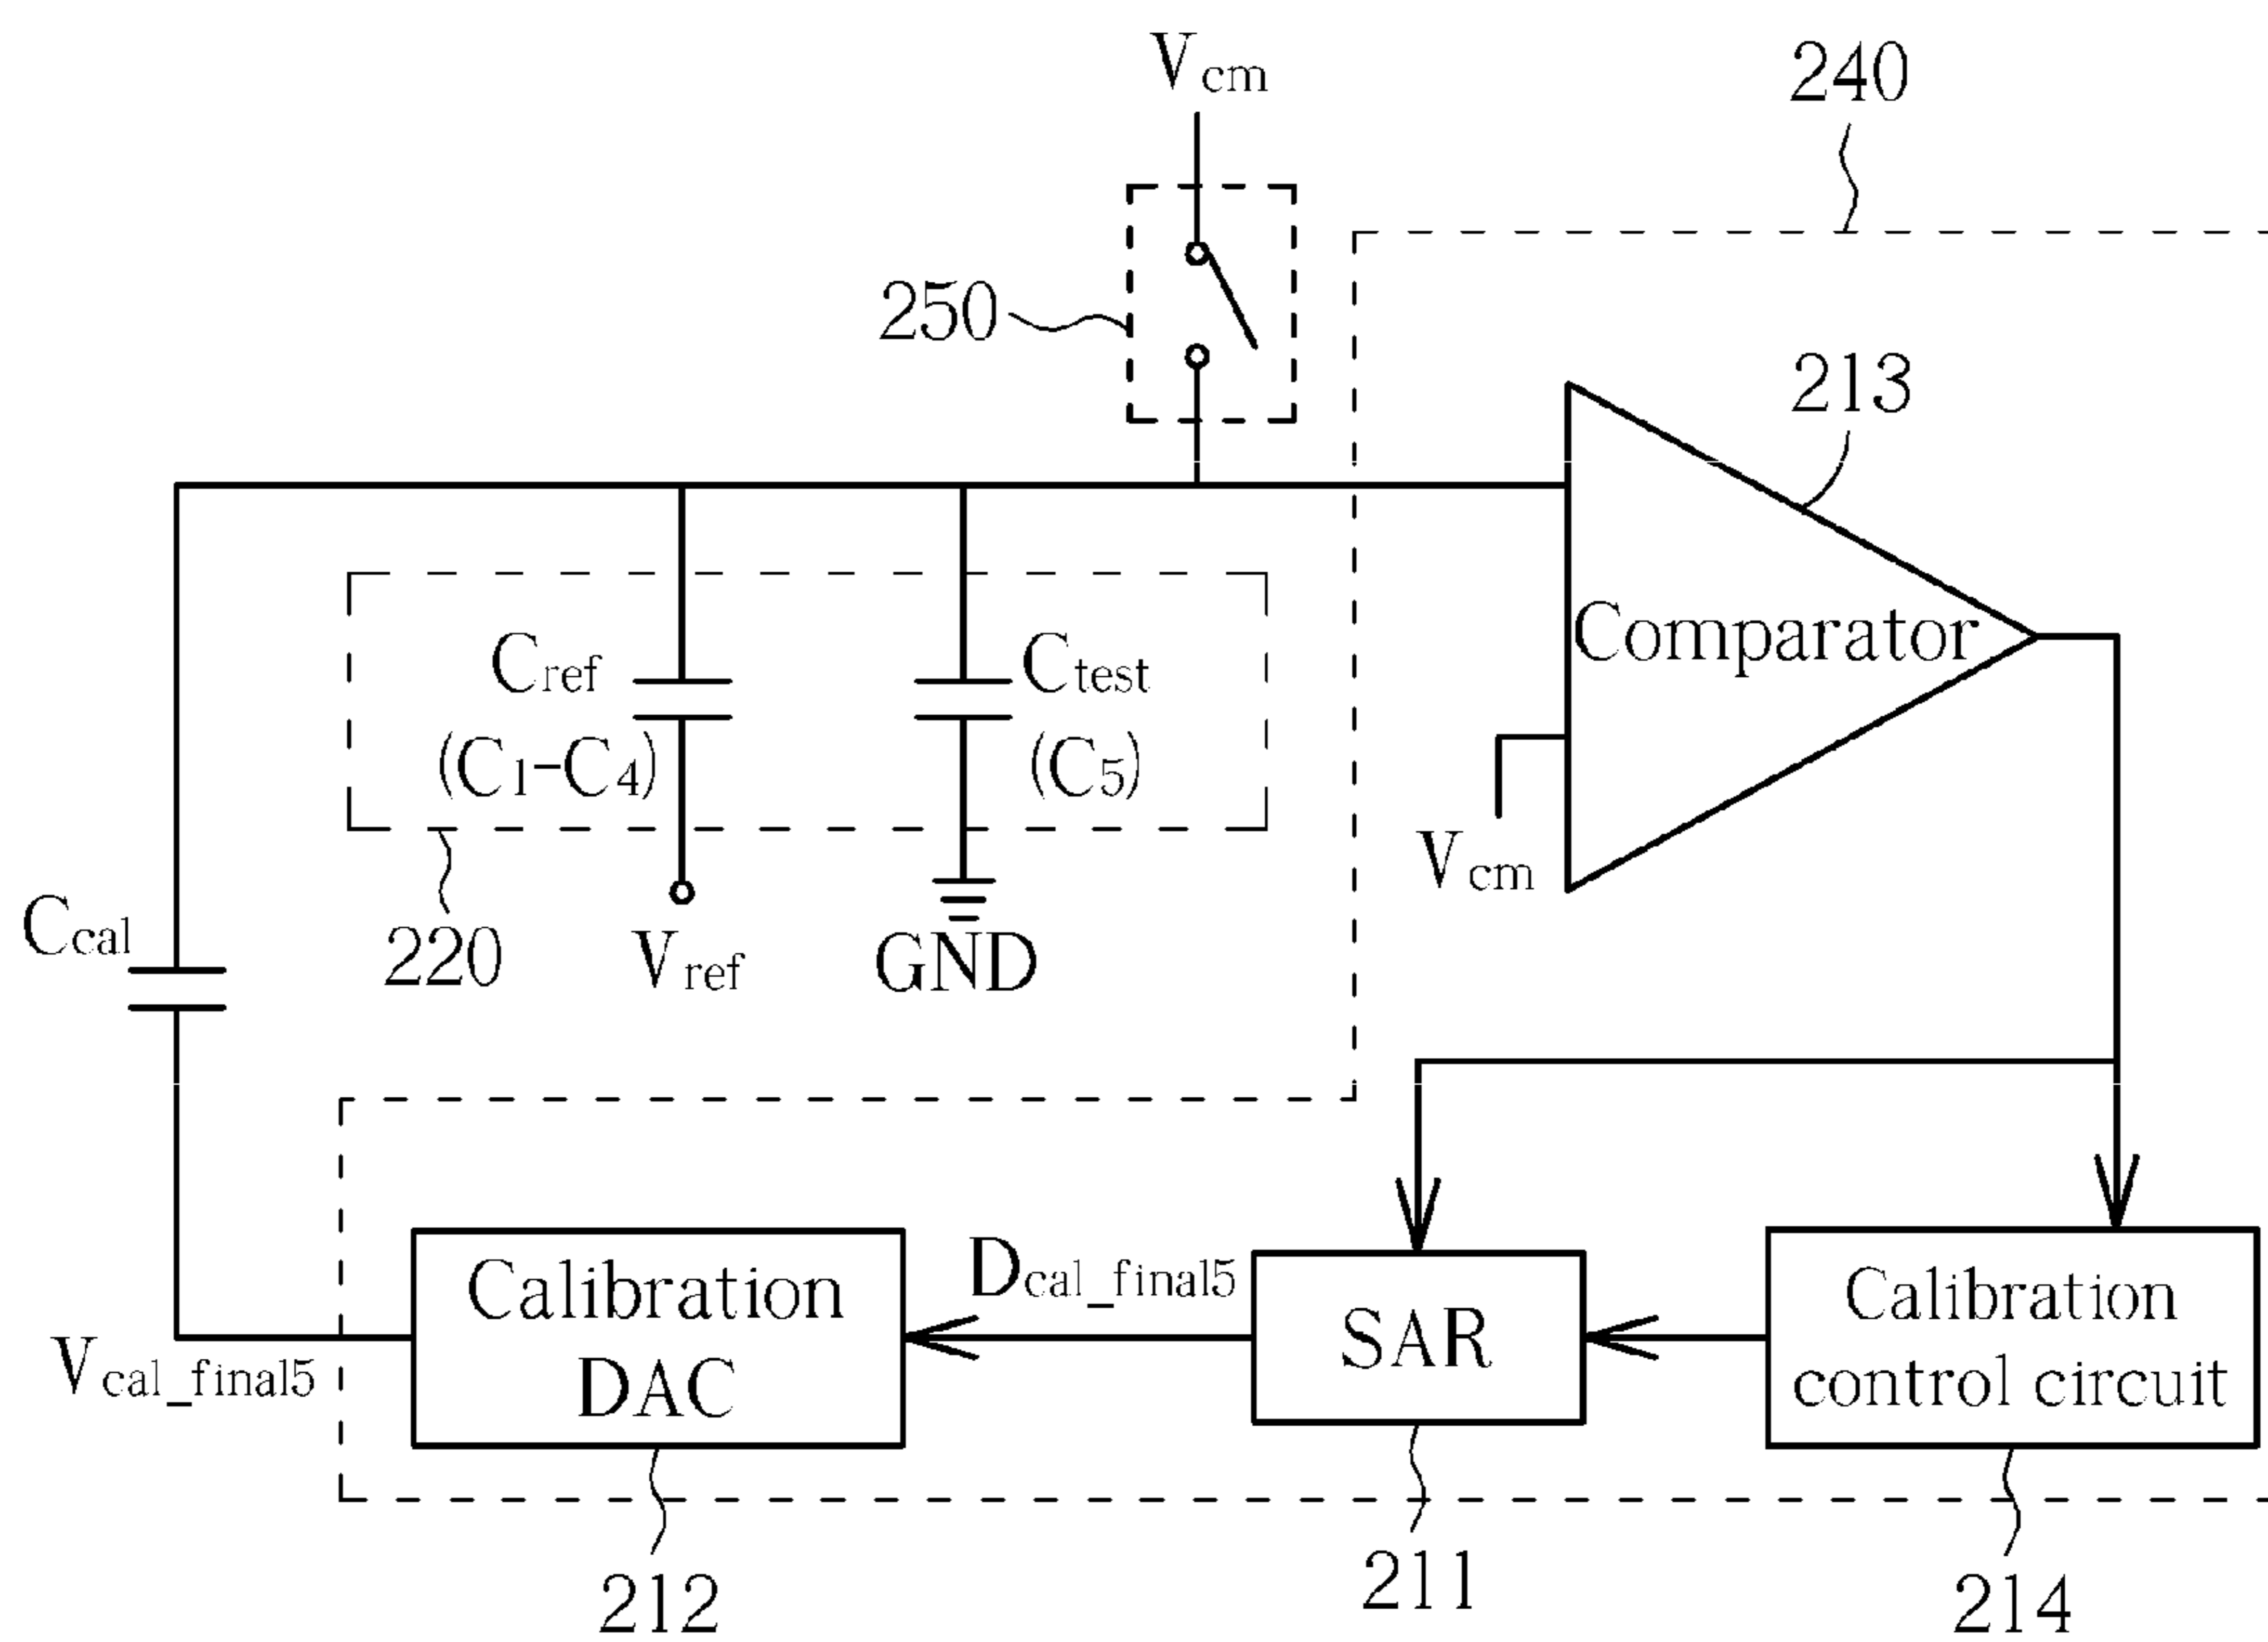 Vcm
240
250
213
Comparator
Cref
(C1-C4)
Ctest
(C5)
Vcm
Ccal
220
Vref
GND
Dcal_final5
Calibration
DAC
SAR
Calibration
control circuit
Vcal_final5
212
211
214